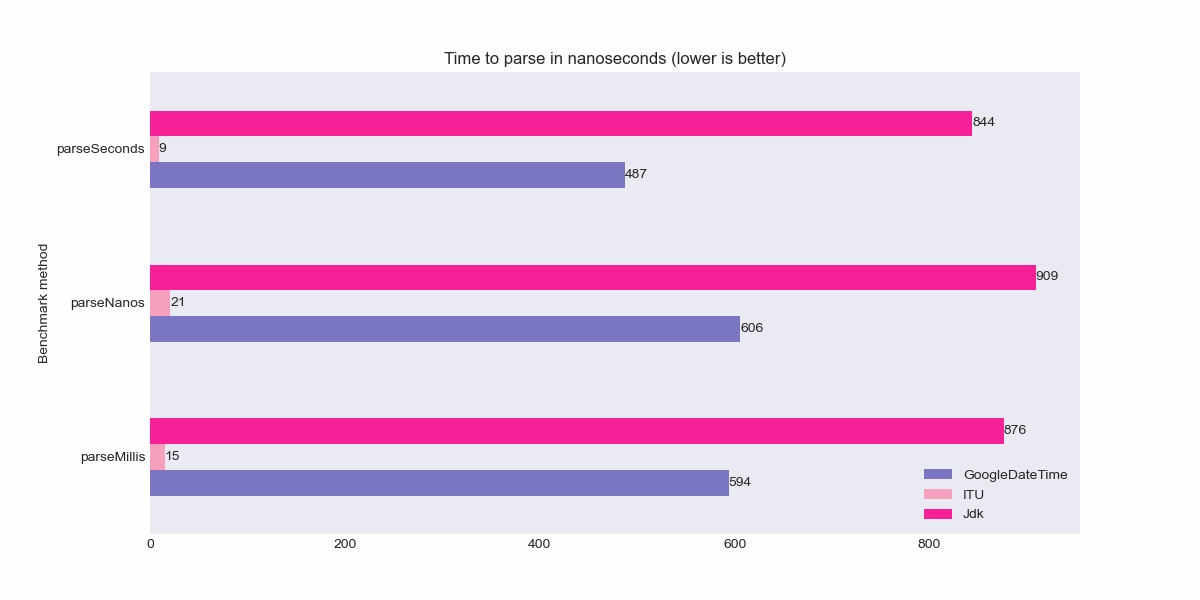 Time to parse in nanoseconds (lower is better)
Benchmark method
parseSeconds
844
9
487
parseNanos
909
21
606
parseMillis
876
15
594
GoogleDateTime
ITU
Jdk
0 200 400 600 800